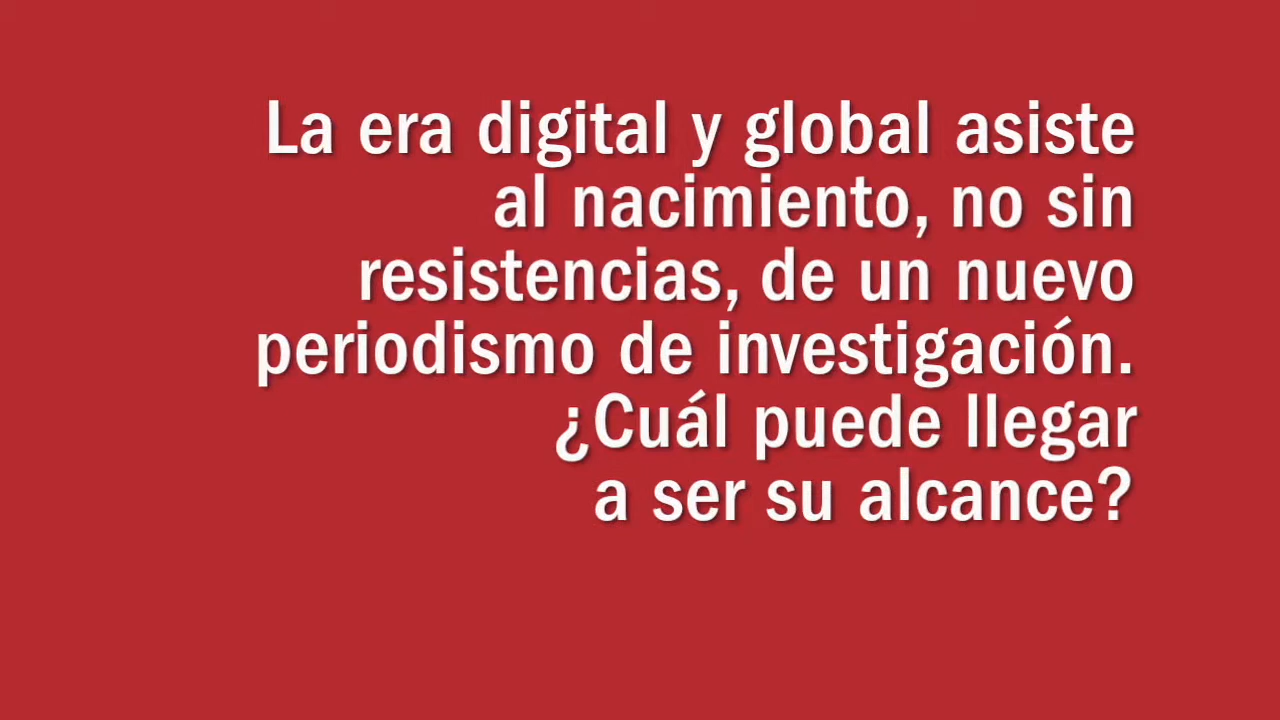 La era digital y global asiste
al nacimiento, no sin
resistencias, de un nuevo
periodismo de investigación.
¿Cuál puede llegar
a ser su alcance?